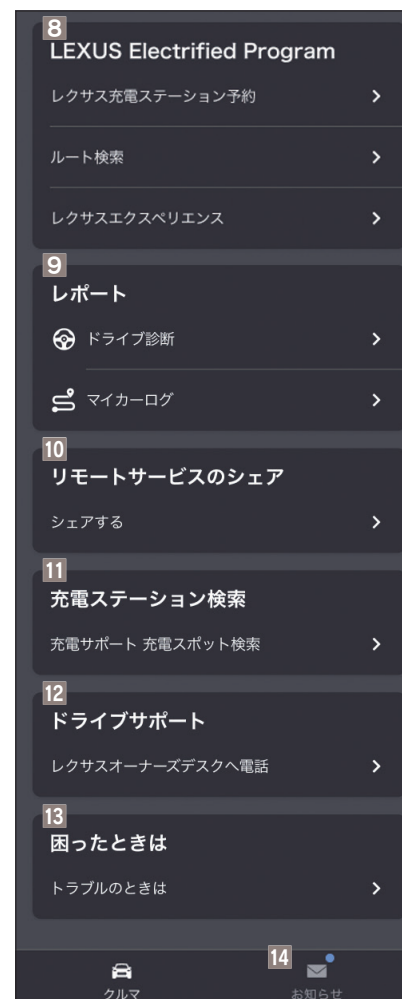 8
LEXUS Electrified Program
レクサス充電ステーション予約
ルート検索
レクサスエクスペリエンス
9
レポート
ドライブ診断
マイカーログ
10
リモートサービスのシェア
シェアする
11
充電ステーション検索
充電サポート 充電スポット検索
12
ドライブサポート
レクサスオーナーズデスクへ電話
13
困ったときは
トラブルのときは
14
クルマ
お知らせ